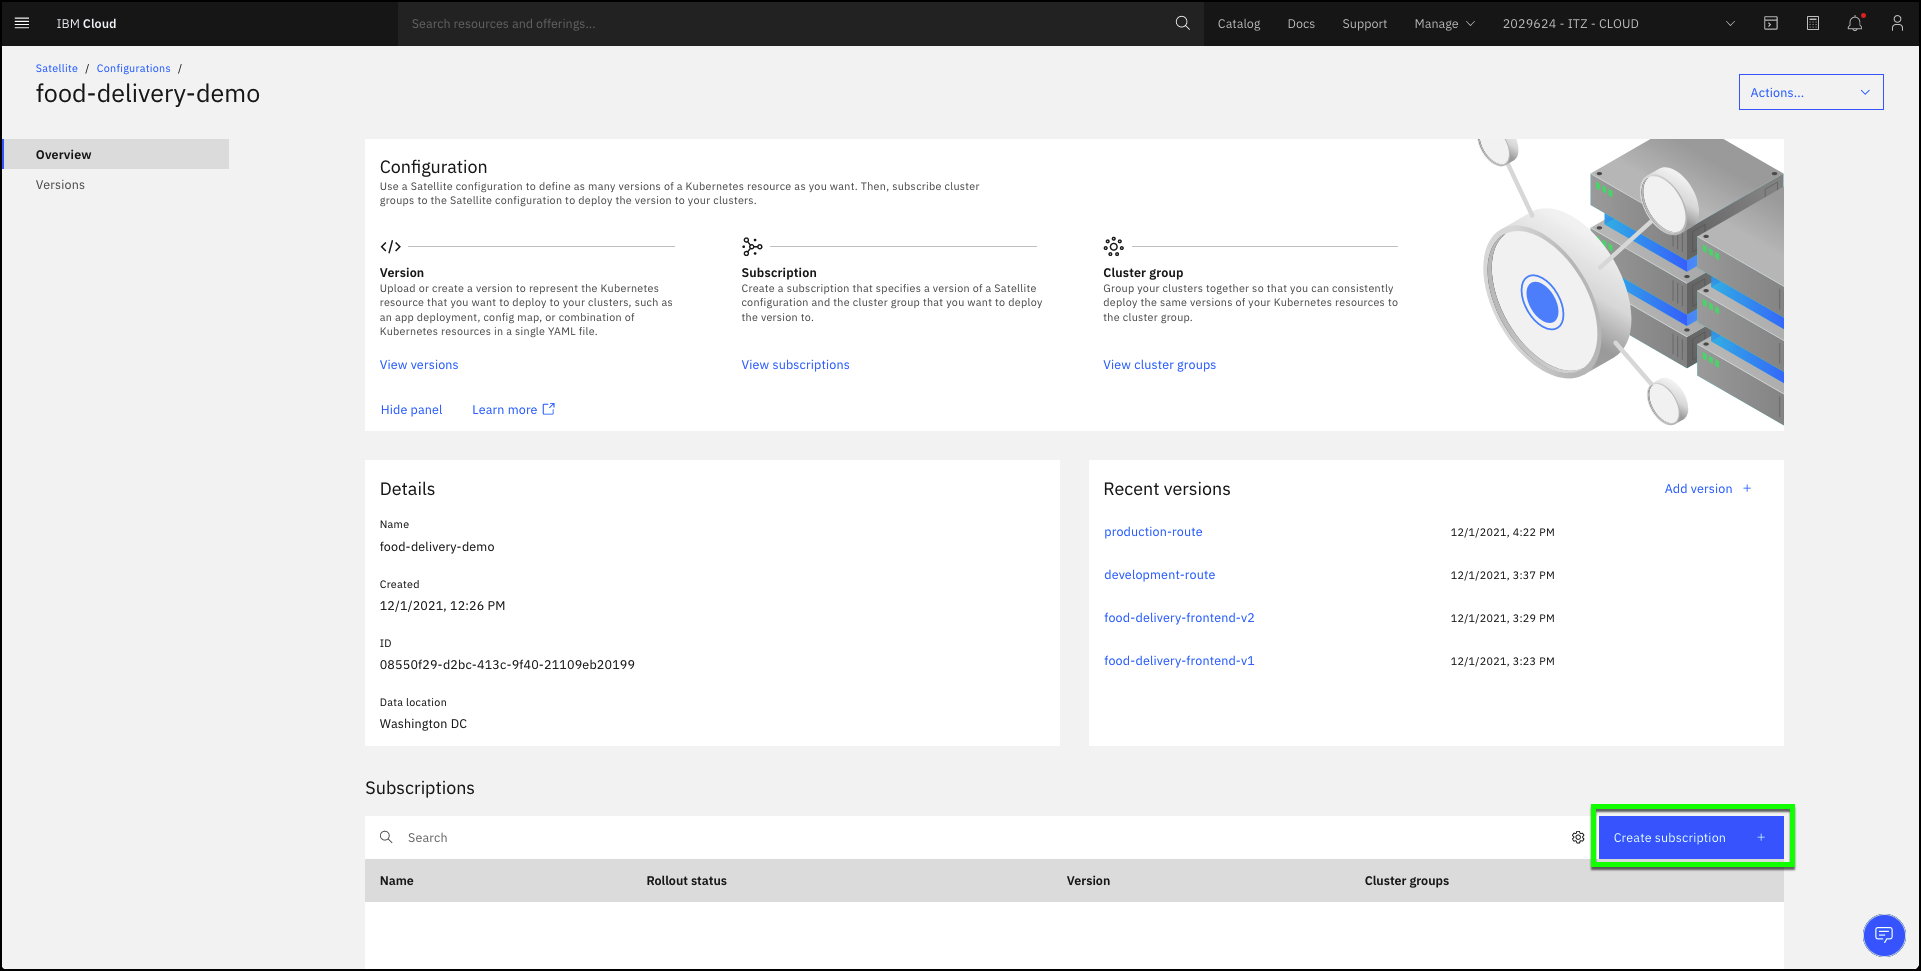 IBM Cloud
Search resources and offerings...
Catalog
Docs
Support
Manage
2029624 - ITZ - CLOUD
Satellite / Configurations /
food-delivery-demo
Actions...
Overview
Versions
Configuration
Use a Satellite configuration to define as many versions of a Kubernetes resource as you want. Then, subscribe cluster
groups to the Satellite configuration to deploy the version to your clusters.
Version
Upload or create a version to represent the Kubernetes
resource that you want to deploy to your clusters, such as
an app deployment, config map, or combination of
Kubernetes resources in a single YAML file.
View versions
Subscription
Create a subscription that specifies a version of a Satellite
configuration and the cluster group that you want to deploy
the version to.
View subscriptions
Cluster group
Group your clusters together so that you can consistently
deploy the same versions of your Kubernetes resources to
the cluster group.
View cluster groups
Hide panel
Learn more
Details
Name
food-delivery-demo
Created
12/1/2021, 12:26 PM
ID
08550f29-d2bc-413c-9f40-21109eb20199
Data location
Washington DC
Recent versions
Add version +
production-route 12/1/2021, 4:22 PM
development-route 12/1/2021, 3:37 PM
food-delivery-frontend-v2 12/1/2021, 3:29 PM
food-delivery-frontend-v1 12/1/2021, 3:23 PM
Subscriptions
Search
Create subscription +
Name Rollout status Version Cluster groups